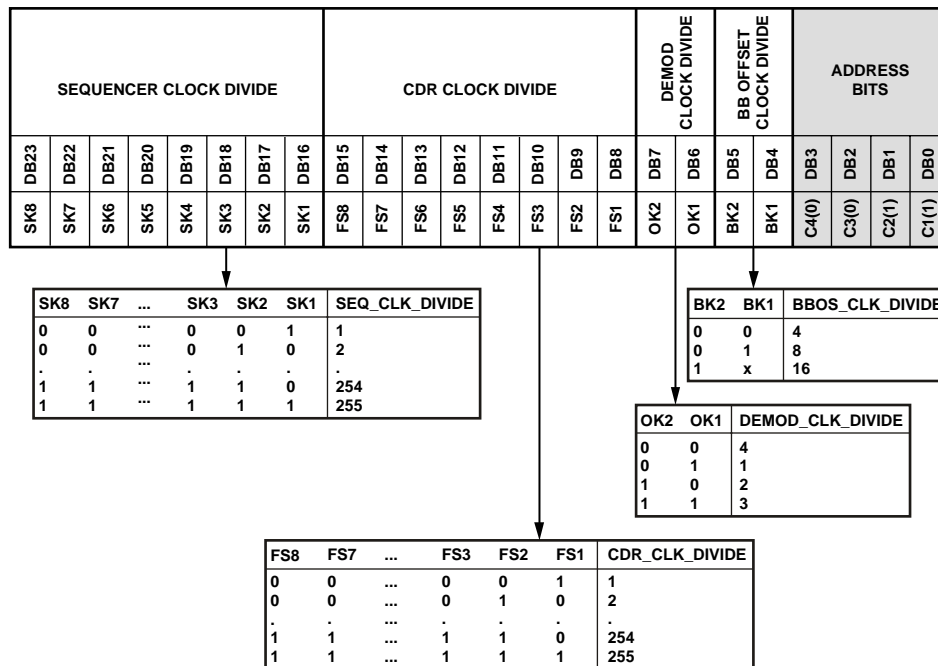 SEQUENCER CLOCK DIVIDE
CDR CLOCK DIVIDE
DEMOD
CLOCK DIVIDE
BB OFFSET
CLOCK DIVIDE
ADDRESS
BITS
DB23 DB22 DB21 DB20 DB19 DB18 DB17 DB16 DB15 DB14 DB13 DB12 DB11 DB10 DB9 DB8 DB7 DB6 DB5 DB4 DB3 DB2 DB1 DB0
SK8 SK7 SK6 SK5 SK4 SK3 SK2 SK1 FS8 FS7 FS6 FS5 FS4 FS3 FS2 FS1 OK2 OK1 BK2 BK1 C4(0) C3(0) C2(1) C1(1)
SK8 SK7 ... SK3 SK2 SK1 SEQ_CLK_DIVIDE
0 0 ... 0 0 1 1
0 0 ... 0 1 0 2
. . ... . . . .
1 1 ... 1 1 0 254
1 1 ... 1 1 1 255
BK2 BK1 BBOS_CLK_DIVIDE
0 0 4
0 1 8
1 x 16
OK2 OK1 DEMOD_CLK_DIVIDE
0 0 4
0 1 1
1 0 2
1 1 3
FS8 FS7 ... FS3 FS2 FS1 CDR_CLK_DIVIDE
0 0 ... 0 0 1 1
0 0 ... 0 1 0 2
. . ... . . . .
1 1 ... 1 1 0 254
1 1 ... 1 1 1 255